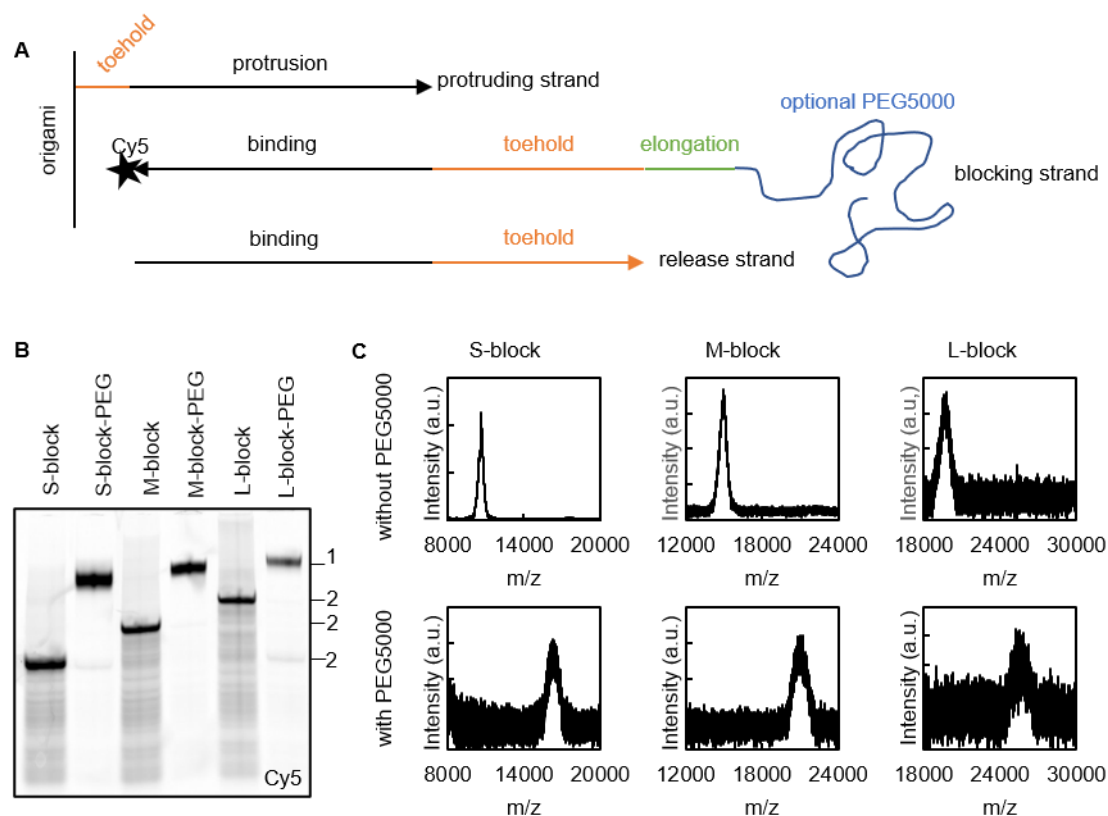 A
toehold
protrusion
protruding strand
origami
optional PEG5000
Cy5
binding
toehold
elongation
blocking strand
binding
toehold
release strand
B
S-block
S-block-PEG
M-block
M-block-PEG
L-block
L-block-PEG
1
2
2
2
Cy5
C
S-block
M-block
L-block
without PEG5000
Intensity (a.u.)
Intensity (a.u.)
Intensity (a.u,)
8000 14000 20000
12000 18000 24000
18000 24000 30000
m/z
m/z
m/z
with PEG5000
Intensity (a.u.)
Intensity (a.u.)
Intensity (a.u.)
8000 14000 20000
12000 18000 24000
18000 24000 30000
m/z
m/z
m/z